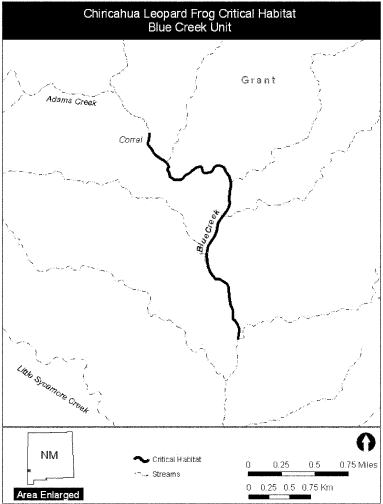 Chiricahua Leopard Frog Critical Habitat
Blue Creek Unit
Grant
Adams Creek
Corral
Blue Creek
Little Sycamore Creek
NM
Area Enlarged
Critical Habitat
Streams
0 0.25 0.5 0.75 Miles
0 0.25 0.5 0.75 Km